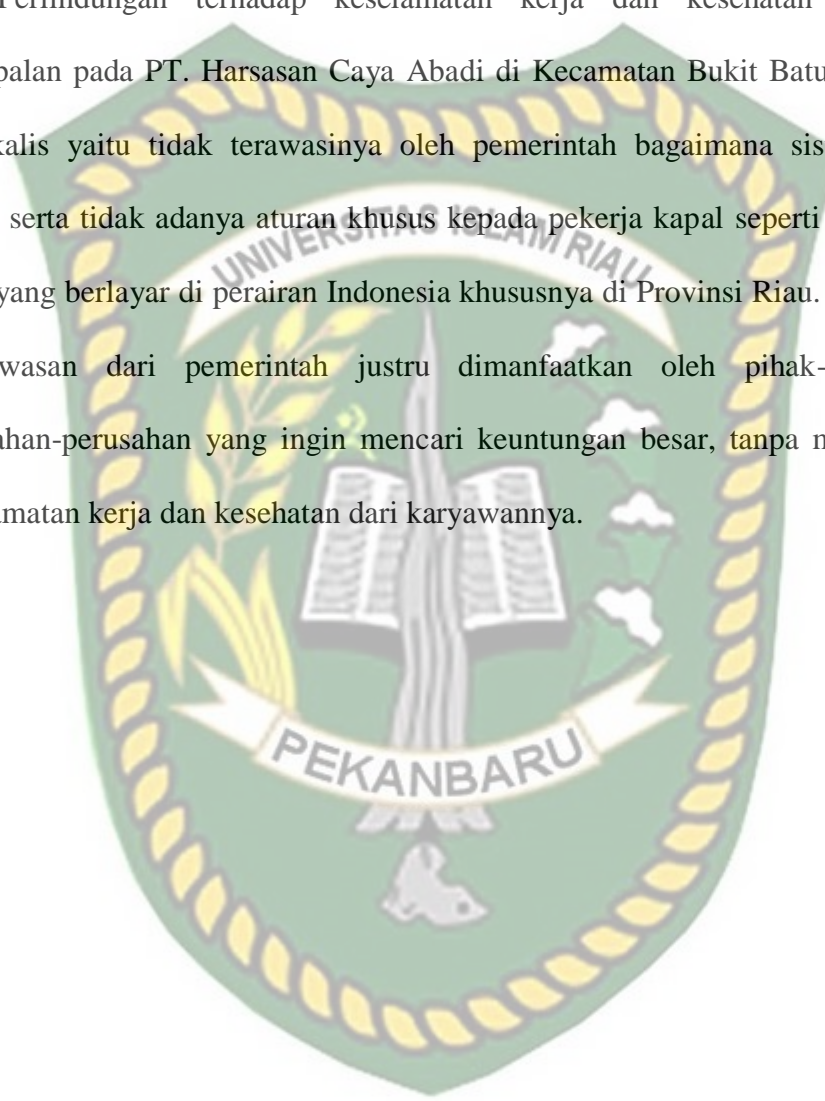 Perlindungan terhadap keselamatan kerja dan kesehatan
palan pada PT. Harsasan Caya Abadi di Kecamatan Bukit Batu
kalis yaitu tidak terawasinya oleh pemerintah bagaimana sis
serta tidak adanya aturan khusus kepada pekerja kapal seperti
yang berlayar di perairan Indonesia khususnya di Provinsi Riau.
wasan dari pemerintah justru dimanfaatkan oleh pihak-
ahan-perusahan yang ingin mencari keuntungan besar, tanpa m
amatan kerja dan kesehatan dari karyawannya.
UNIVERSITAS ISLAM RIAU
PEKANBARU